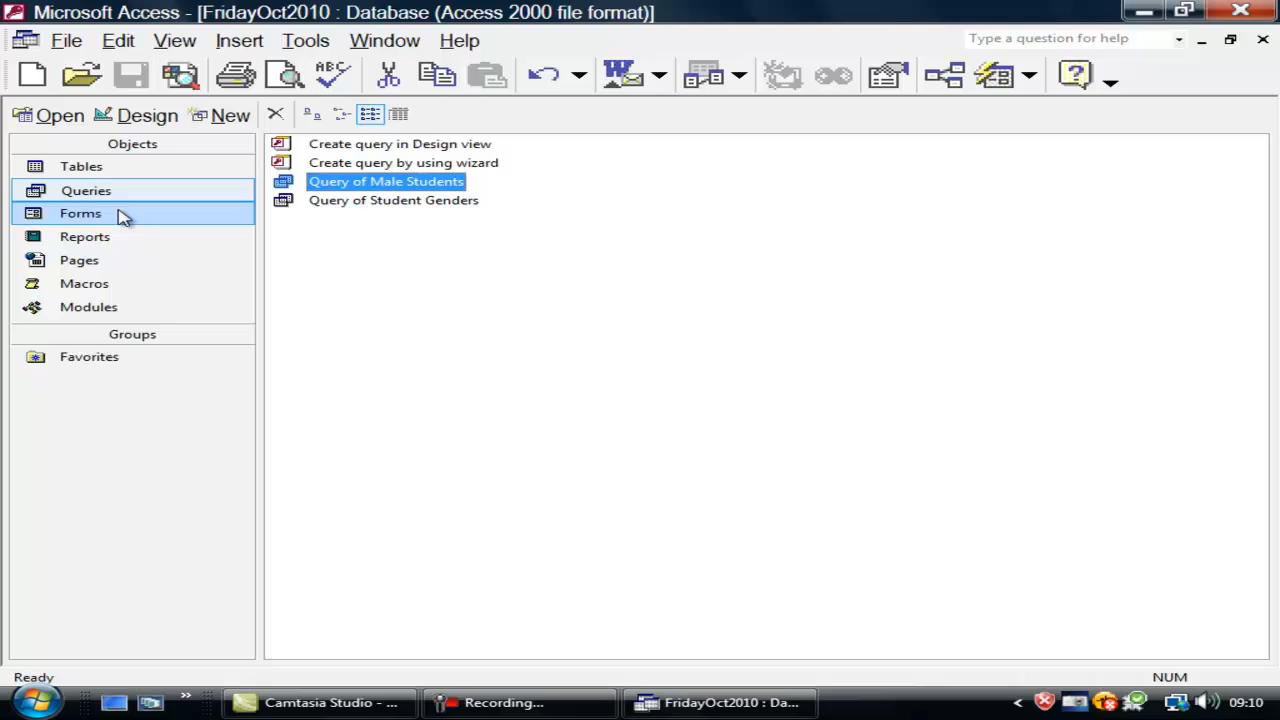 Microsoft Access - [FridayOct2010 : Database (Access 2000 file format)]
File Edit View Insert Tools Window Help
Type a question for help
ABC
W
?
Open Design New
Objects
Tables
Queries
Forms
Reports
Pages
Macros
Modules
Groups
Favorites
Create query in Design view
Create query by using wizard
Query of Male Students
Query of Student Genders
Ready
NUM
Camtasia Studio - ...
Recording...
FridayOct2010 : Da...
09:10